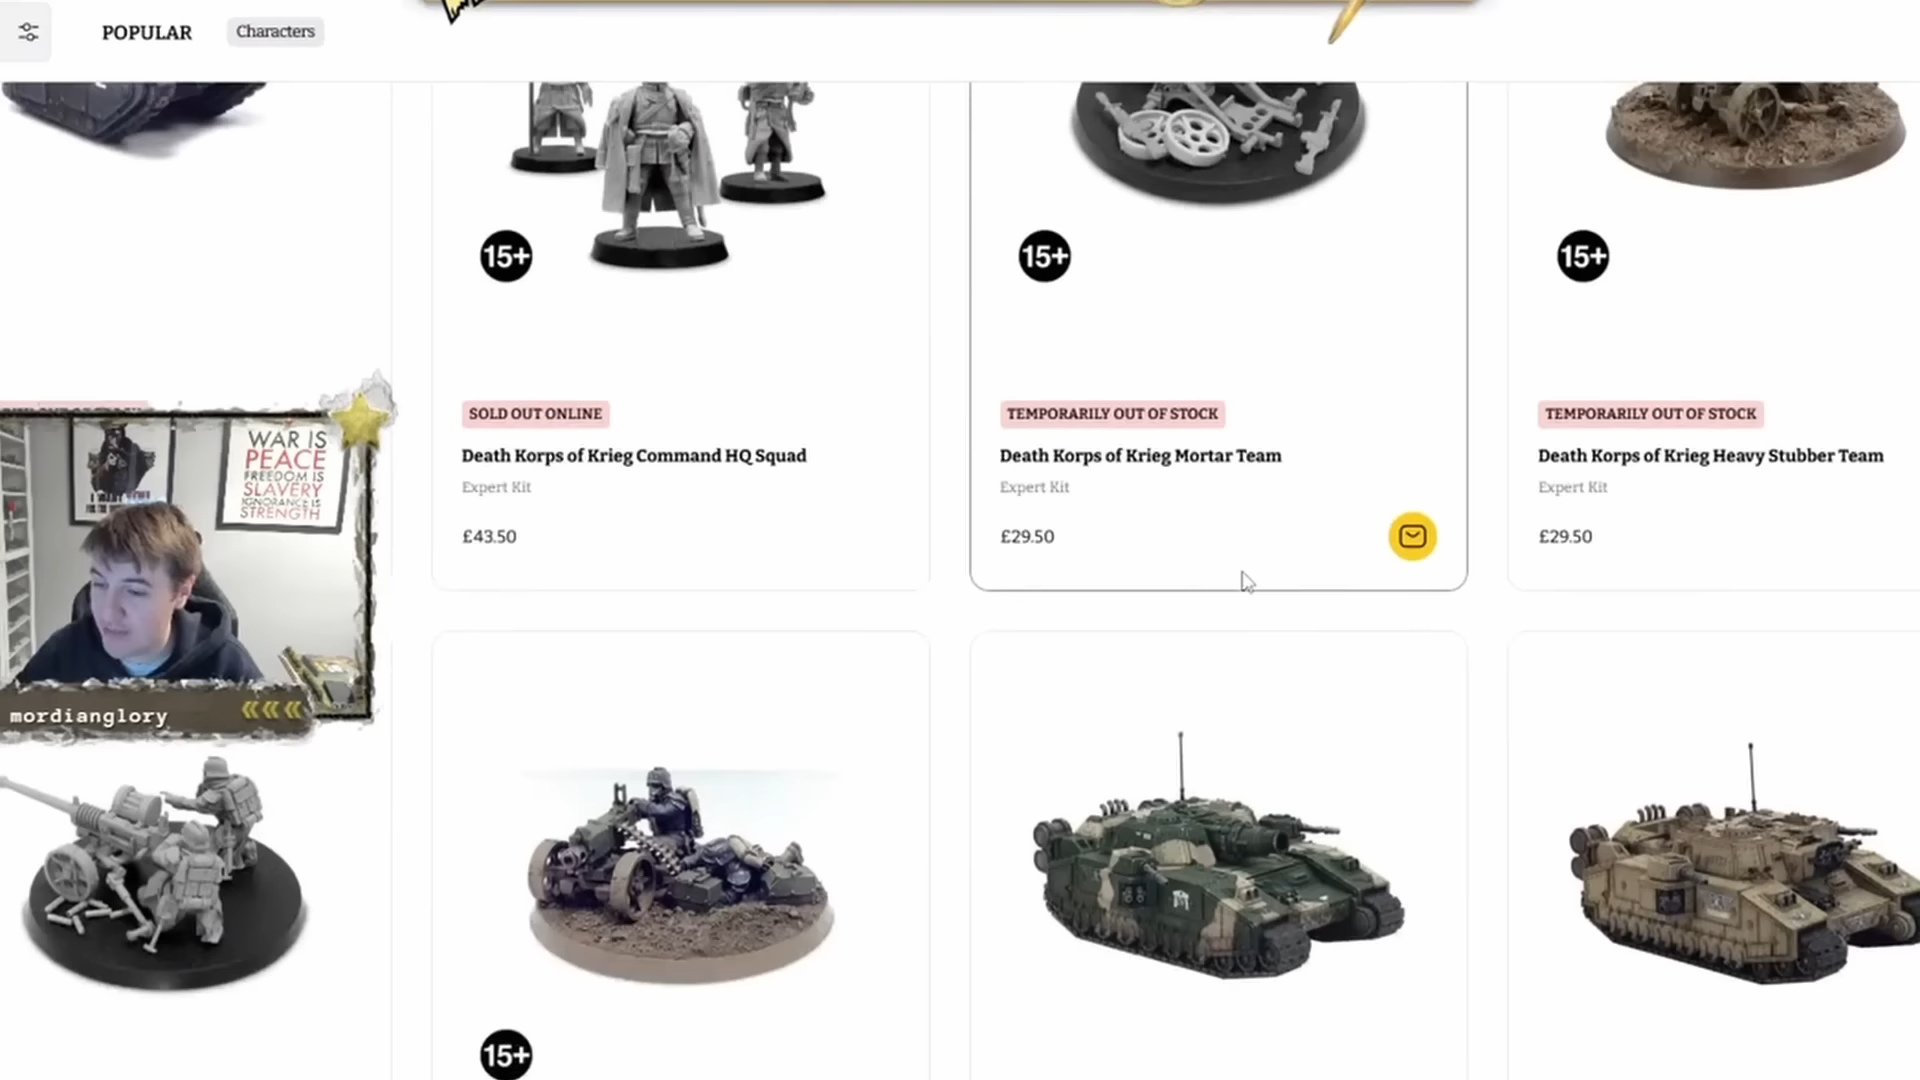 POPULAR
Characters
15+
15+
15+
SOLD OUT ONLINE
Death Korps of Krieg Command HQ Squad
Expert Kit
£43.50
TEMPORARILY OUT OF STOCK
Death Korps of Krieg Mortar Team
Expert Kit
£29.50
TEMPORARILY OUT OF STOCK
Death Korps of Krieg Heavy Stubber Team
Expert Kit
£29.50
WAR IS
PEACE
FREEDOM IS
SLAVERY
IGNORANCE IS
STRENGTH
I WANT YOU
mordianglory
15+